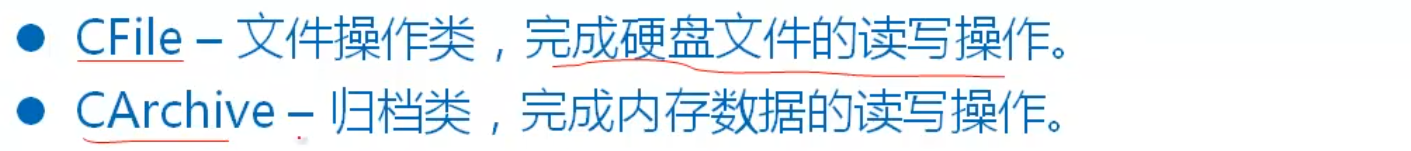 ● CFile – 文件操作类，完成硬盘文件的读写操作。
● CArchive – 归档类，完成内存数据的读写操作。